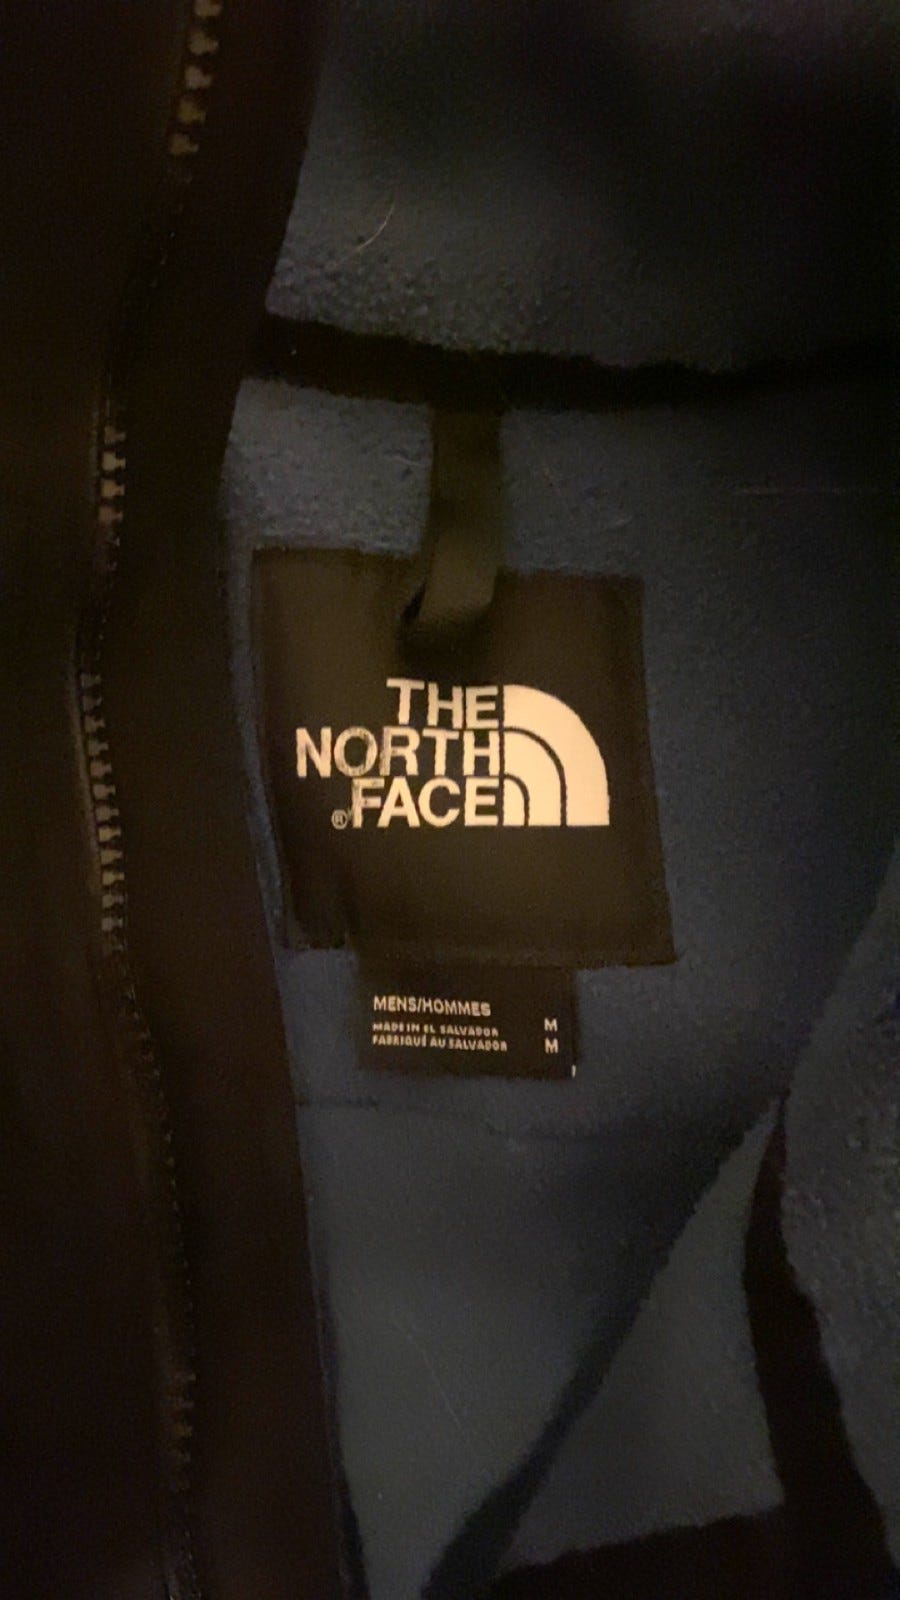 THE
NORTH
®FACE
MENS/HOMMES
MADE IN EL SALVADOR M
FABRIQUÉ AU SALVADOR M